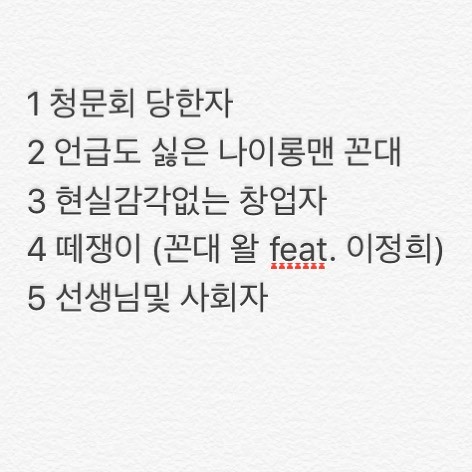 1 청문회 당한자
2 언급도 싫은 나이롱맨 꼰대
3 현실감각없는 창업자
4 떼쟁이 (꼰대 왈 feat. 이정희)
5 선생님및 사회자